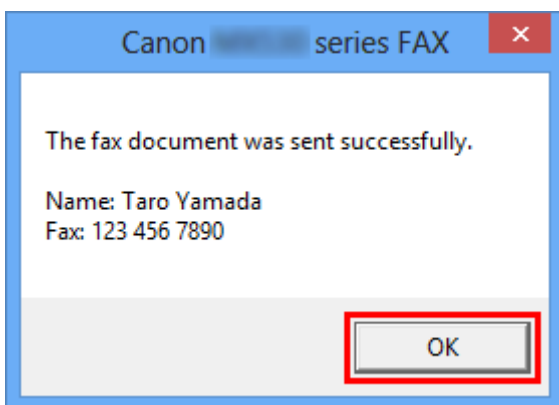 Canon series FAX
The fax document was sent successfully.
Name: Taro Yamada
Fax: 123 456 7890
OK